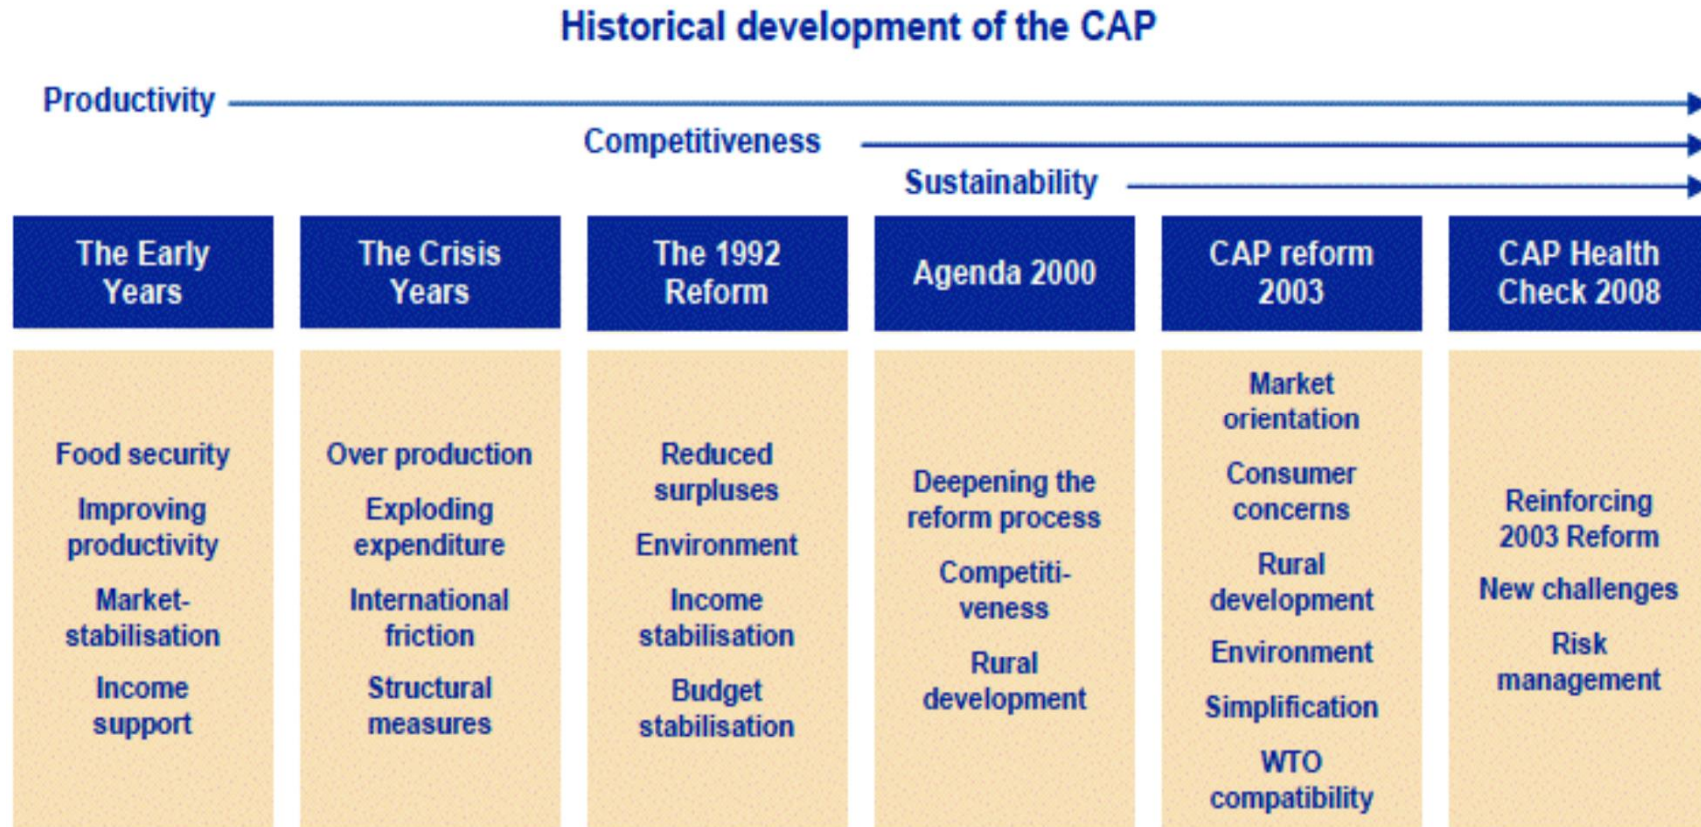 Historical development of the CAP
Productivity
Competitiveness
Sustainability
The Early
Years
The Crisis
Years
The 1992
Reform
Agenda 2000
CAP reform
2003
CAP Health
Check 2008
Food security
Improving
productivity
Market-
stabilisation
Income
support
Over production
Exploding
expenditure
International
friction
Structural
measures
Reduced
surpluses
Environment
Income
stabilisation
Budget
stabilisation
Deepening the
reform process
Competiti-
veness
Rural
development
Market
orientation
Consumer
concerns
Rural
development
Environment
Simplification
WTO
compatibility
Reinforcing
2003 Reform
New challenges
Risk
management